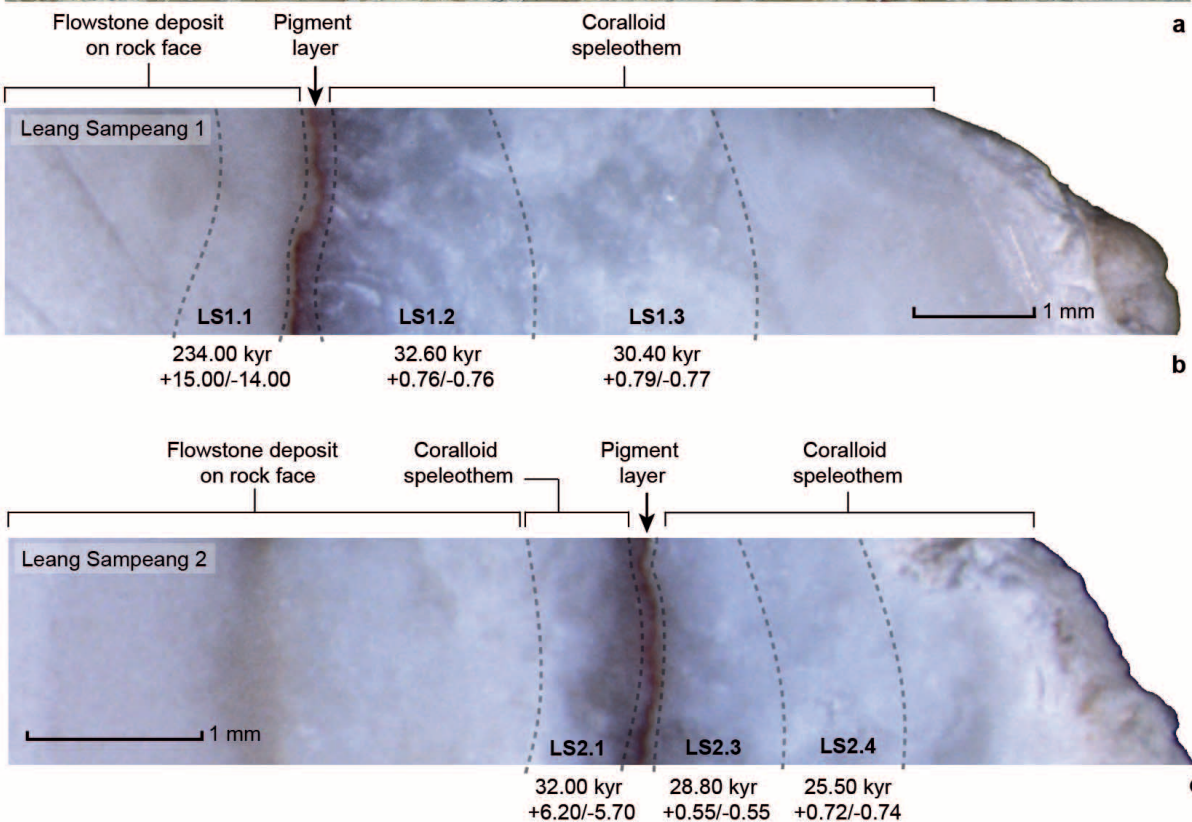 a
Flowstone deposit
on rock face
Pigment
layer
Coralloid
speleothem
Leang Sampeang 1
1 mm
LS1.1
LS1.2
LS1.3
234.00 kyr
+15.00/-14.00
32.60 kyr
+0.76/-0.76
30.40 kyr
+0.79/-0.77
b
Flowstone deposit
on rock face
Coralloid
speleothem
Pigment
layer
Coralloid
speleothem
Leang Sampeang 2
1 mm
LS2.1
LS2.3
LS2.4
32.00 kyr
+6.20/-5.70
28.80 kyr
+0.55/-0.55
25.50 kyr
+0.72/-0.74